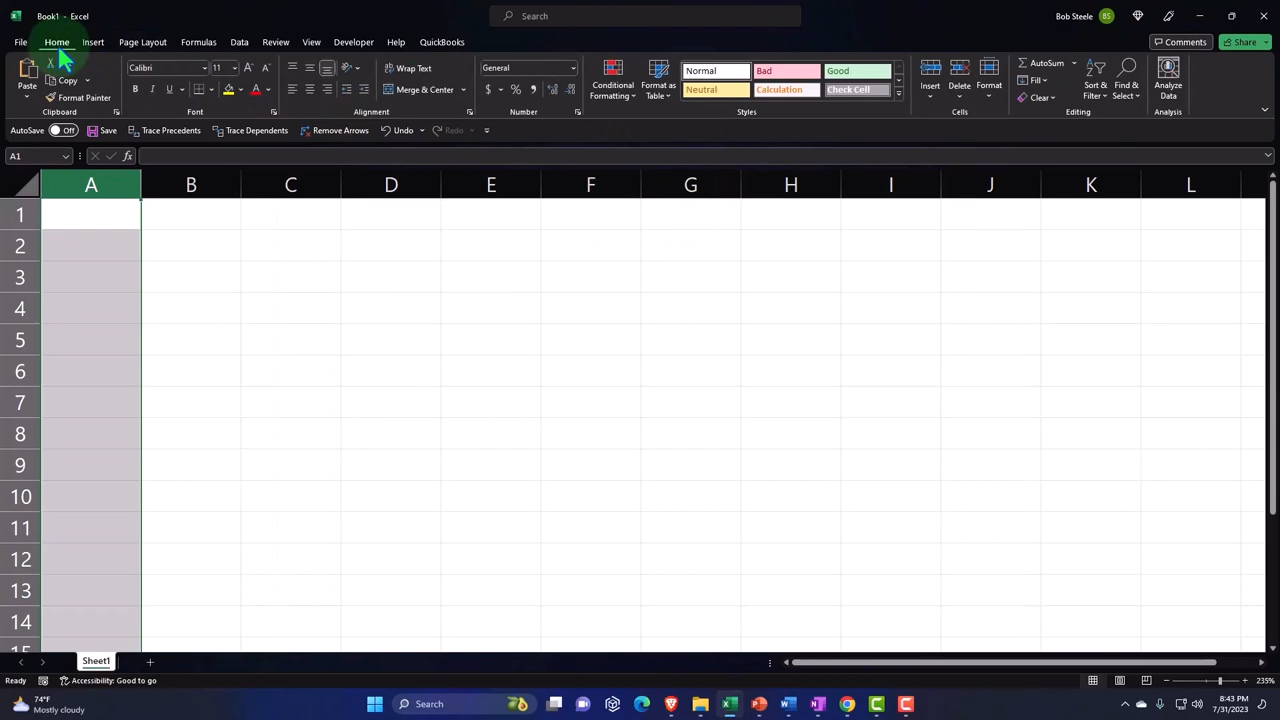 Book1 - Excel
Search
Bob Steele BS
File Home Insert Page Layout Formulas Data Review View Developer Help QuickBooks
Comments Share
Paste
Copy
Clipboard
Calibri 11
B I U
Font
Wrap Text
Merge & Center
Alignment
General
$ % ,
Number
Conditional Formatting
Format as Table
Normal Bad Good
Neutral Calculation Check Cell
Styles
Insert Delete Format
Cells
AutoSum
Fill
Clear
Sort & Filter
Find & Select
Editing
Analyze Data
Analysis
AutoSave Off Save Trace Precedents Trace Dependents Remove Arrows Undo Redo
A1 fx
A B C D E F G H I J K L
1
2
3
4
5
6
7
8
9
10
11
12
13
14
15
Sheet1
Ready Accessibility: Good to go 235%
74°F
Mostly cloudy
Search
8:43 PM
7/31/2023